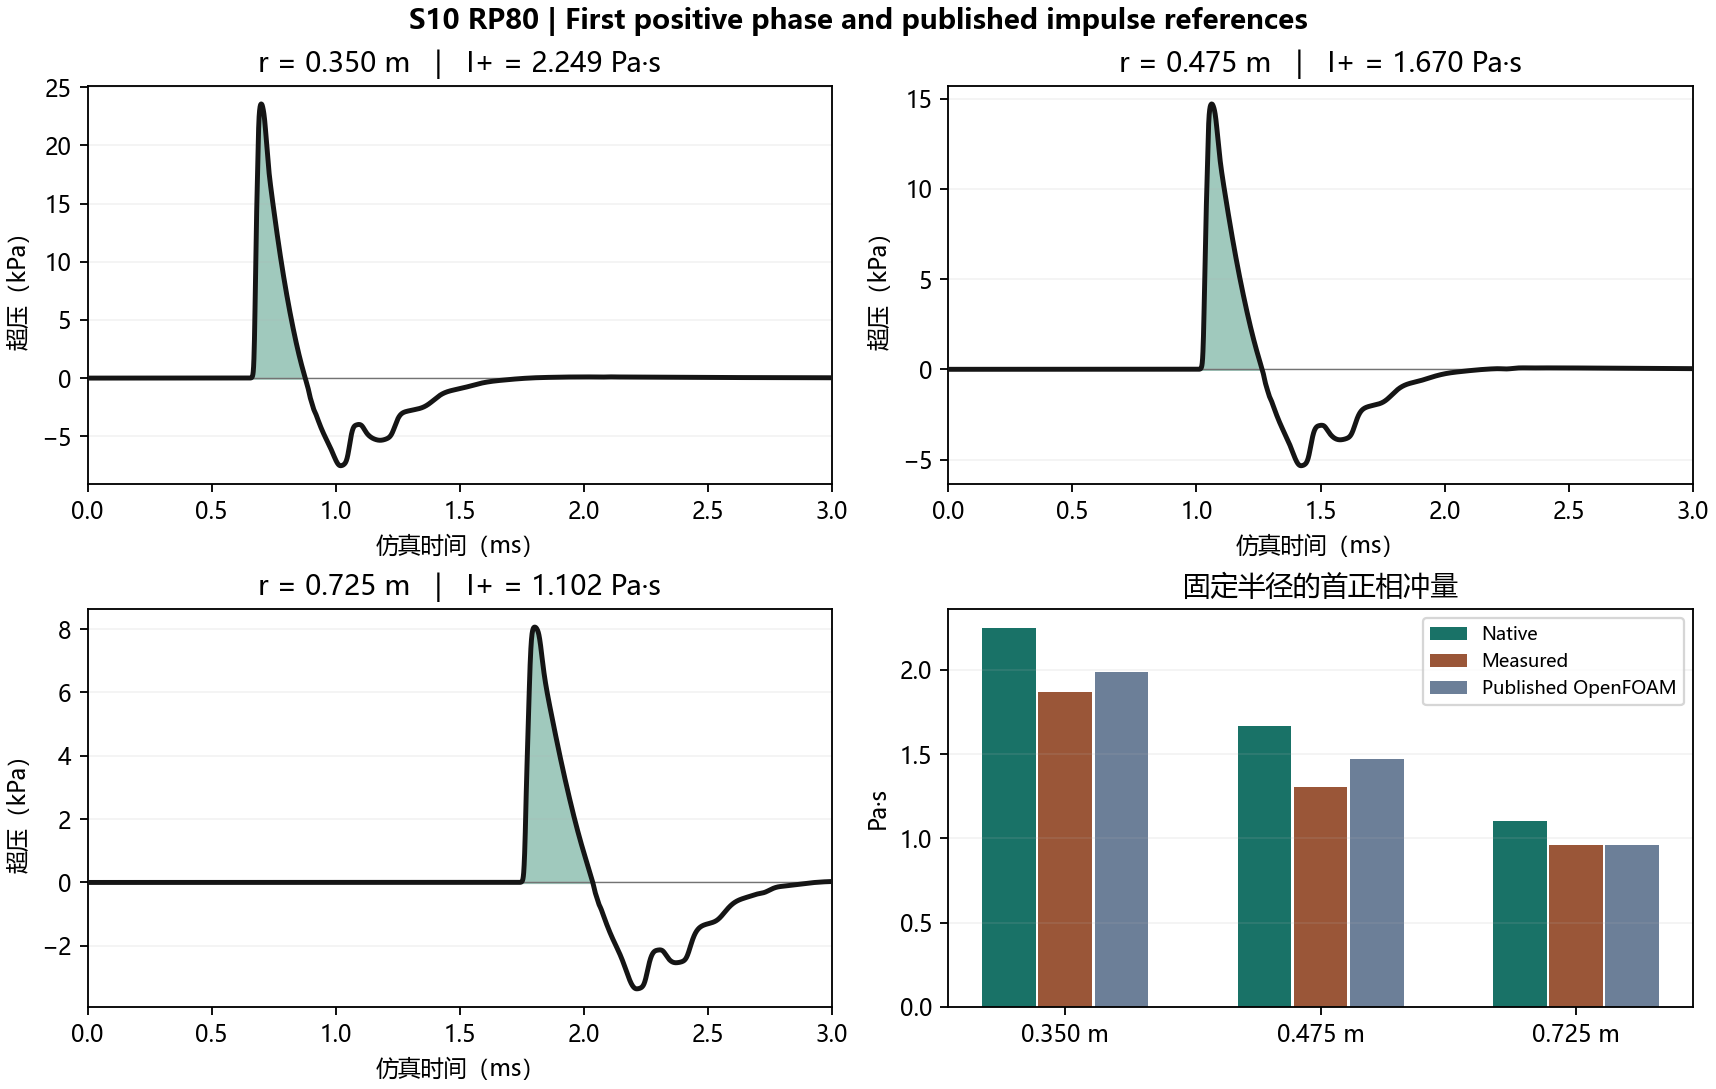 S10 RP80 | First positive phase and published impulse references
r = 0.350 m | I+ = 2.249 Pa·s
25
20
15
10
5
0
−5
超压（kPa）
0.0 0.5 1.0 1.5 2.0 2.5 3.0
仿真时间（ms）
r = 0.475 m | I+ = 1.670 Pa·s
15
10
5
0
−5
超压（kPa）
0.0 0.5 1.0 1.5 2.0 2.5 3.0
仿真时间（ms）
r = 0.725 m | I+ = 1.102 Pa·s
8
6
4
2
0
−2
超压（kPa）
0.0 0.5 1.0 1.5 2.0 2.5 3.0
仿真时间（ms）
固定半径的首正相冲量
Native
Measured
Published OpenFOAM
2.0
1.5
1.0
0.5
0.0
Pa·s
0.350 m 0.475 m 0.725 m